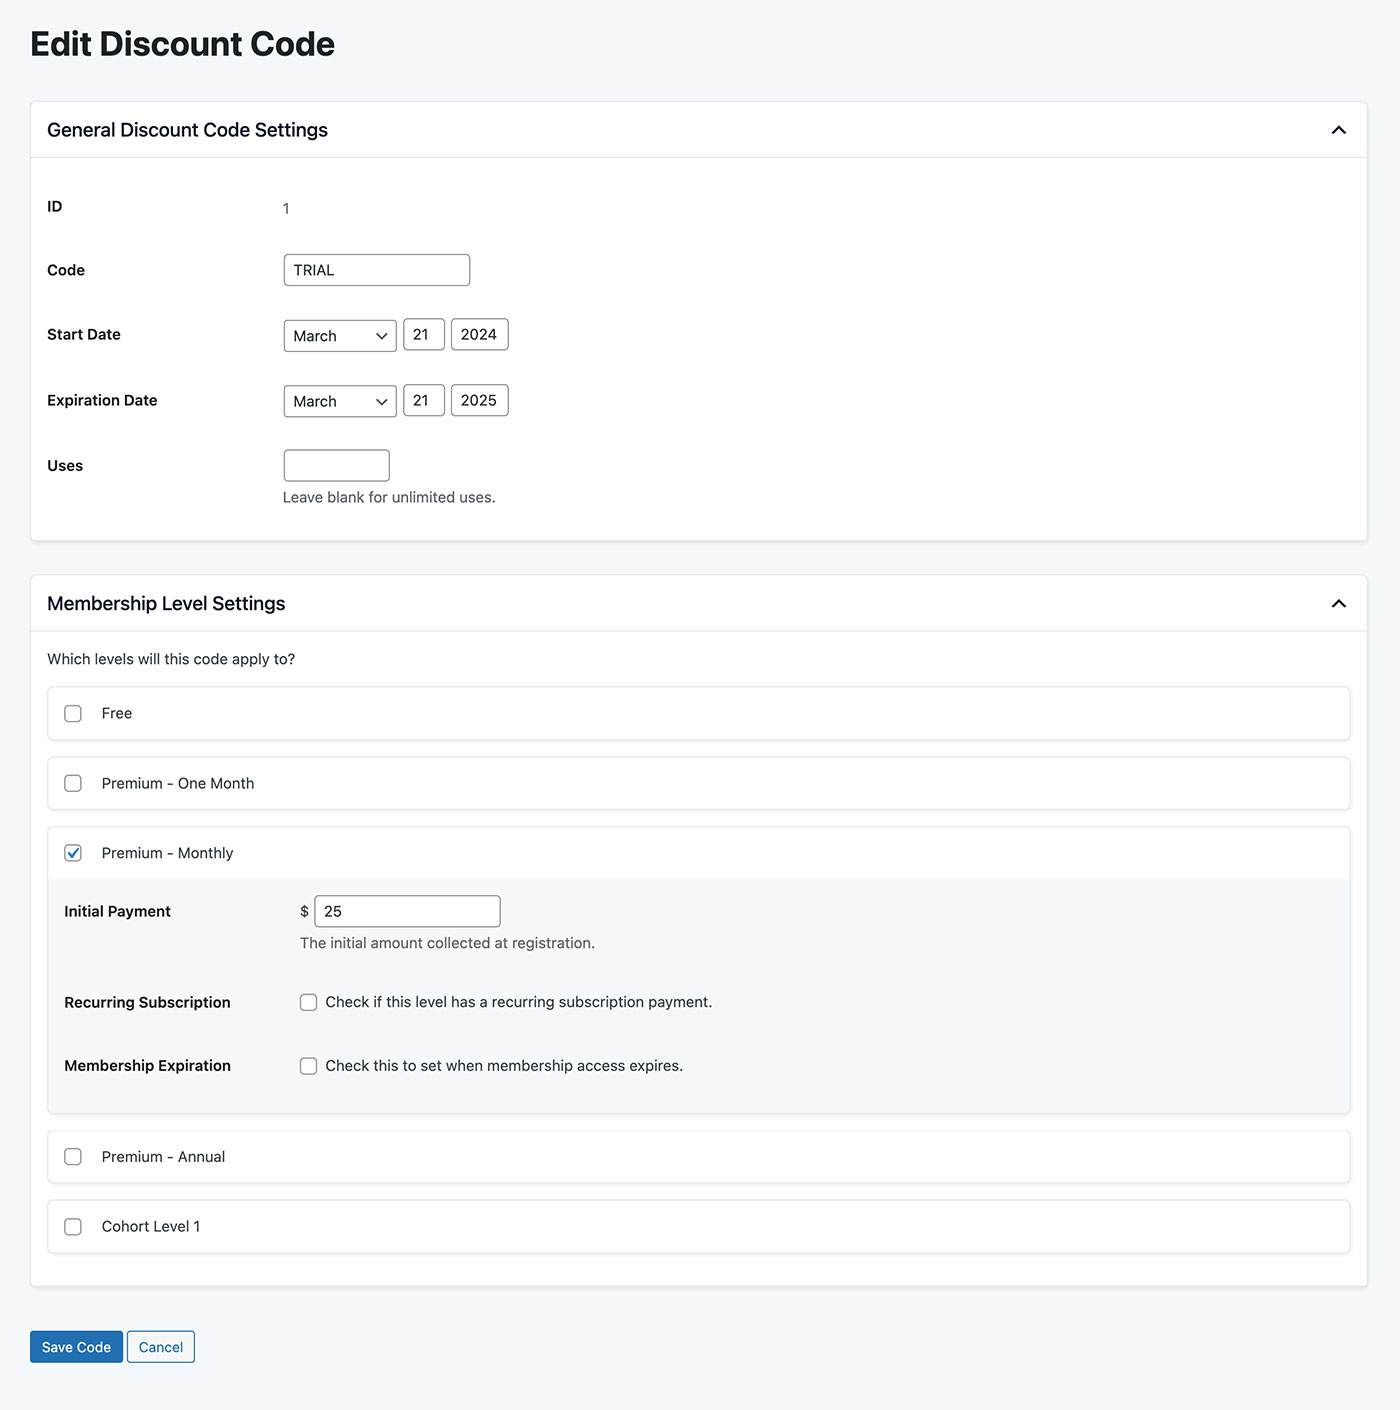 Edit Discount Code
General Discount Code Settings
ID 1
Code TRIAL
Start Date March 21 2024
Expiration Date March 21 2025
Uses
Leave blank for unlimited uses.
Membership Level Settings
Which levels will this code apply to?
Free
Premium - One Month
Premium - Monthly
Initial Payment $ 25
The initial amount collected at registration.
Recurring Subscription Check if this level has a recurring subscription payment.
Membership Expiration Check this to set when membership access expires.
Premium - Annual
Cohort Level 1
Save Code Cancel